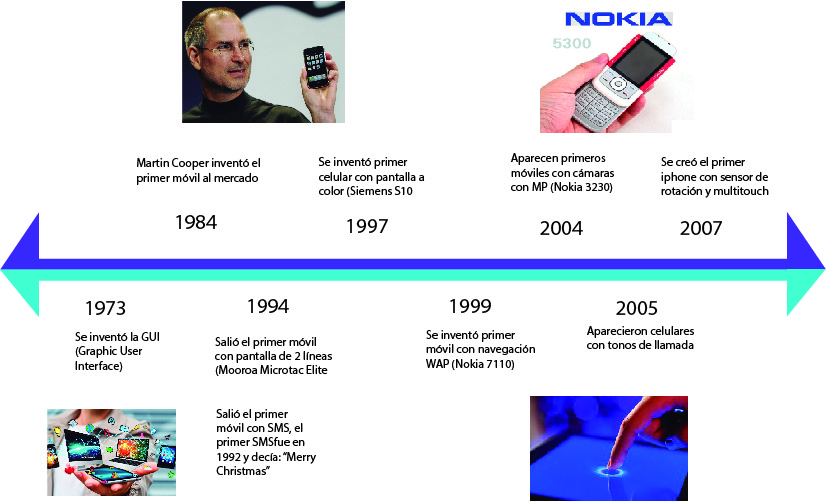 NOKIA
5300
Martin Cooper inventó el
primer móvil al mercado
1984
Se inventó primer
celular con pantalla a
color (Siemens S10
1997
Aparecen primeros
móviles con cámaras
con MP (Nokia 3230)
2004
Se creó el primer
iphone con sensor de
rotación y multitouch
2007
1973
Se inventó la GUI
(Graphic User
Interface)
1994
Salió el primer móvil
con pantalla de 2 líneas
(Mooroa Microtac Elite
Salió el primer
móvil con SMS, el
primer SMSfue en
1992 y decía: “Merry
Christmas”
1999
Se inventó primer
móvil con navegación
WAP (Nokia 7110)
2005
Aparecieron celulares
con tonos de llamada